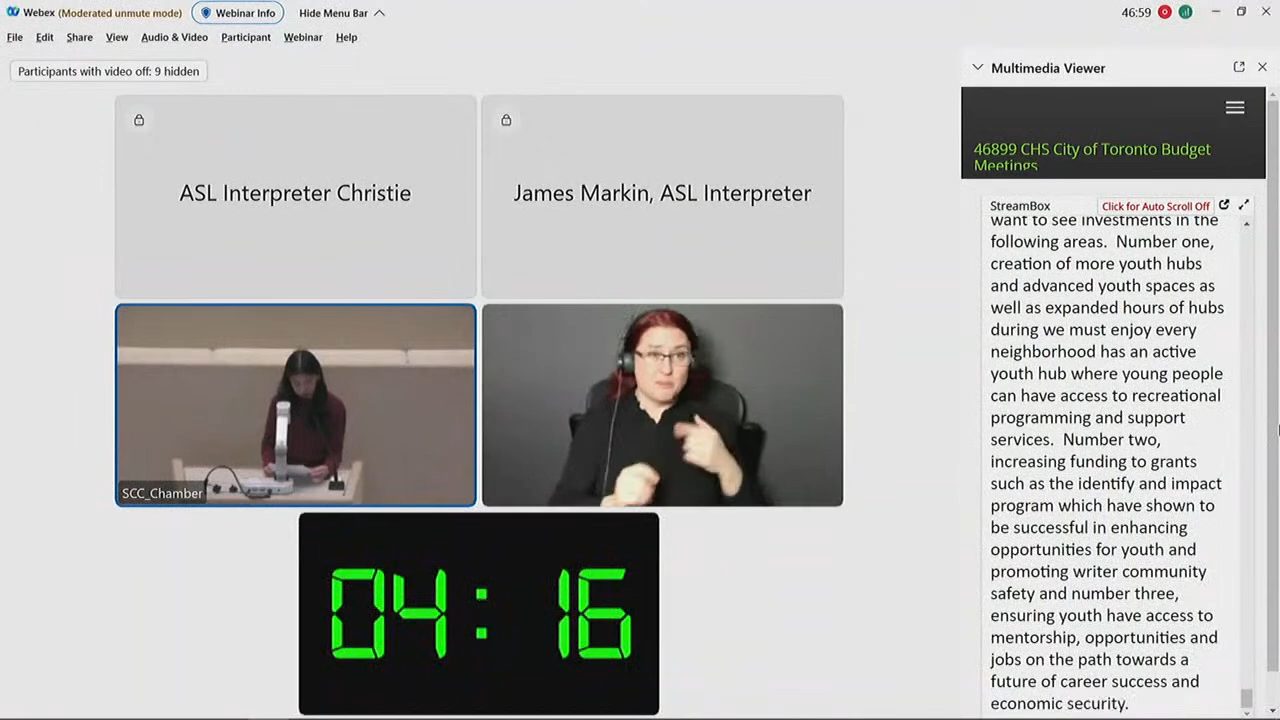 Webex (Moderated unmute mode) Webinar Info Hide Menu Bar 46:59
File Edit Share View Audio & Video Participant Webinar Help
Participants with video off: 9 hidden
ASL Interpreter Christie
James Markin, ASL Interpreter
SCC_Chamber
04:16
Multimedia Viewer
46899 CHS City of Toronto Budget
Meetings
StreamBox Click for Auto Scroll Off
want to see investments in the
following areas. Number one,
creation of more youth hubs
and advanced youth spaces as
well as expanded hours of hubs
during we must enjoy every
neighborhood has an active
youth hub where young people
can have access to recreational
programming and support
services. Number two,
increasing funding to grants
such as the identify and impact
program which have shown to
be successful in enhancing
opportunities for youth and
promoting writer community
safety and number three,
ensuring youth have access to
mentorship, opportunities and
jobs on the path towards a
future of career success and
economic security.